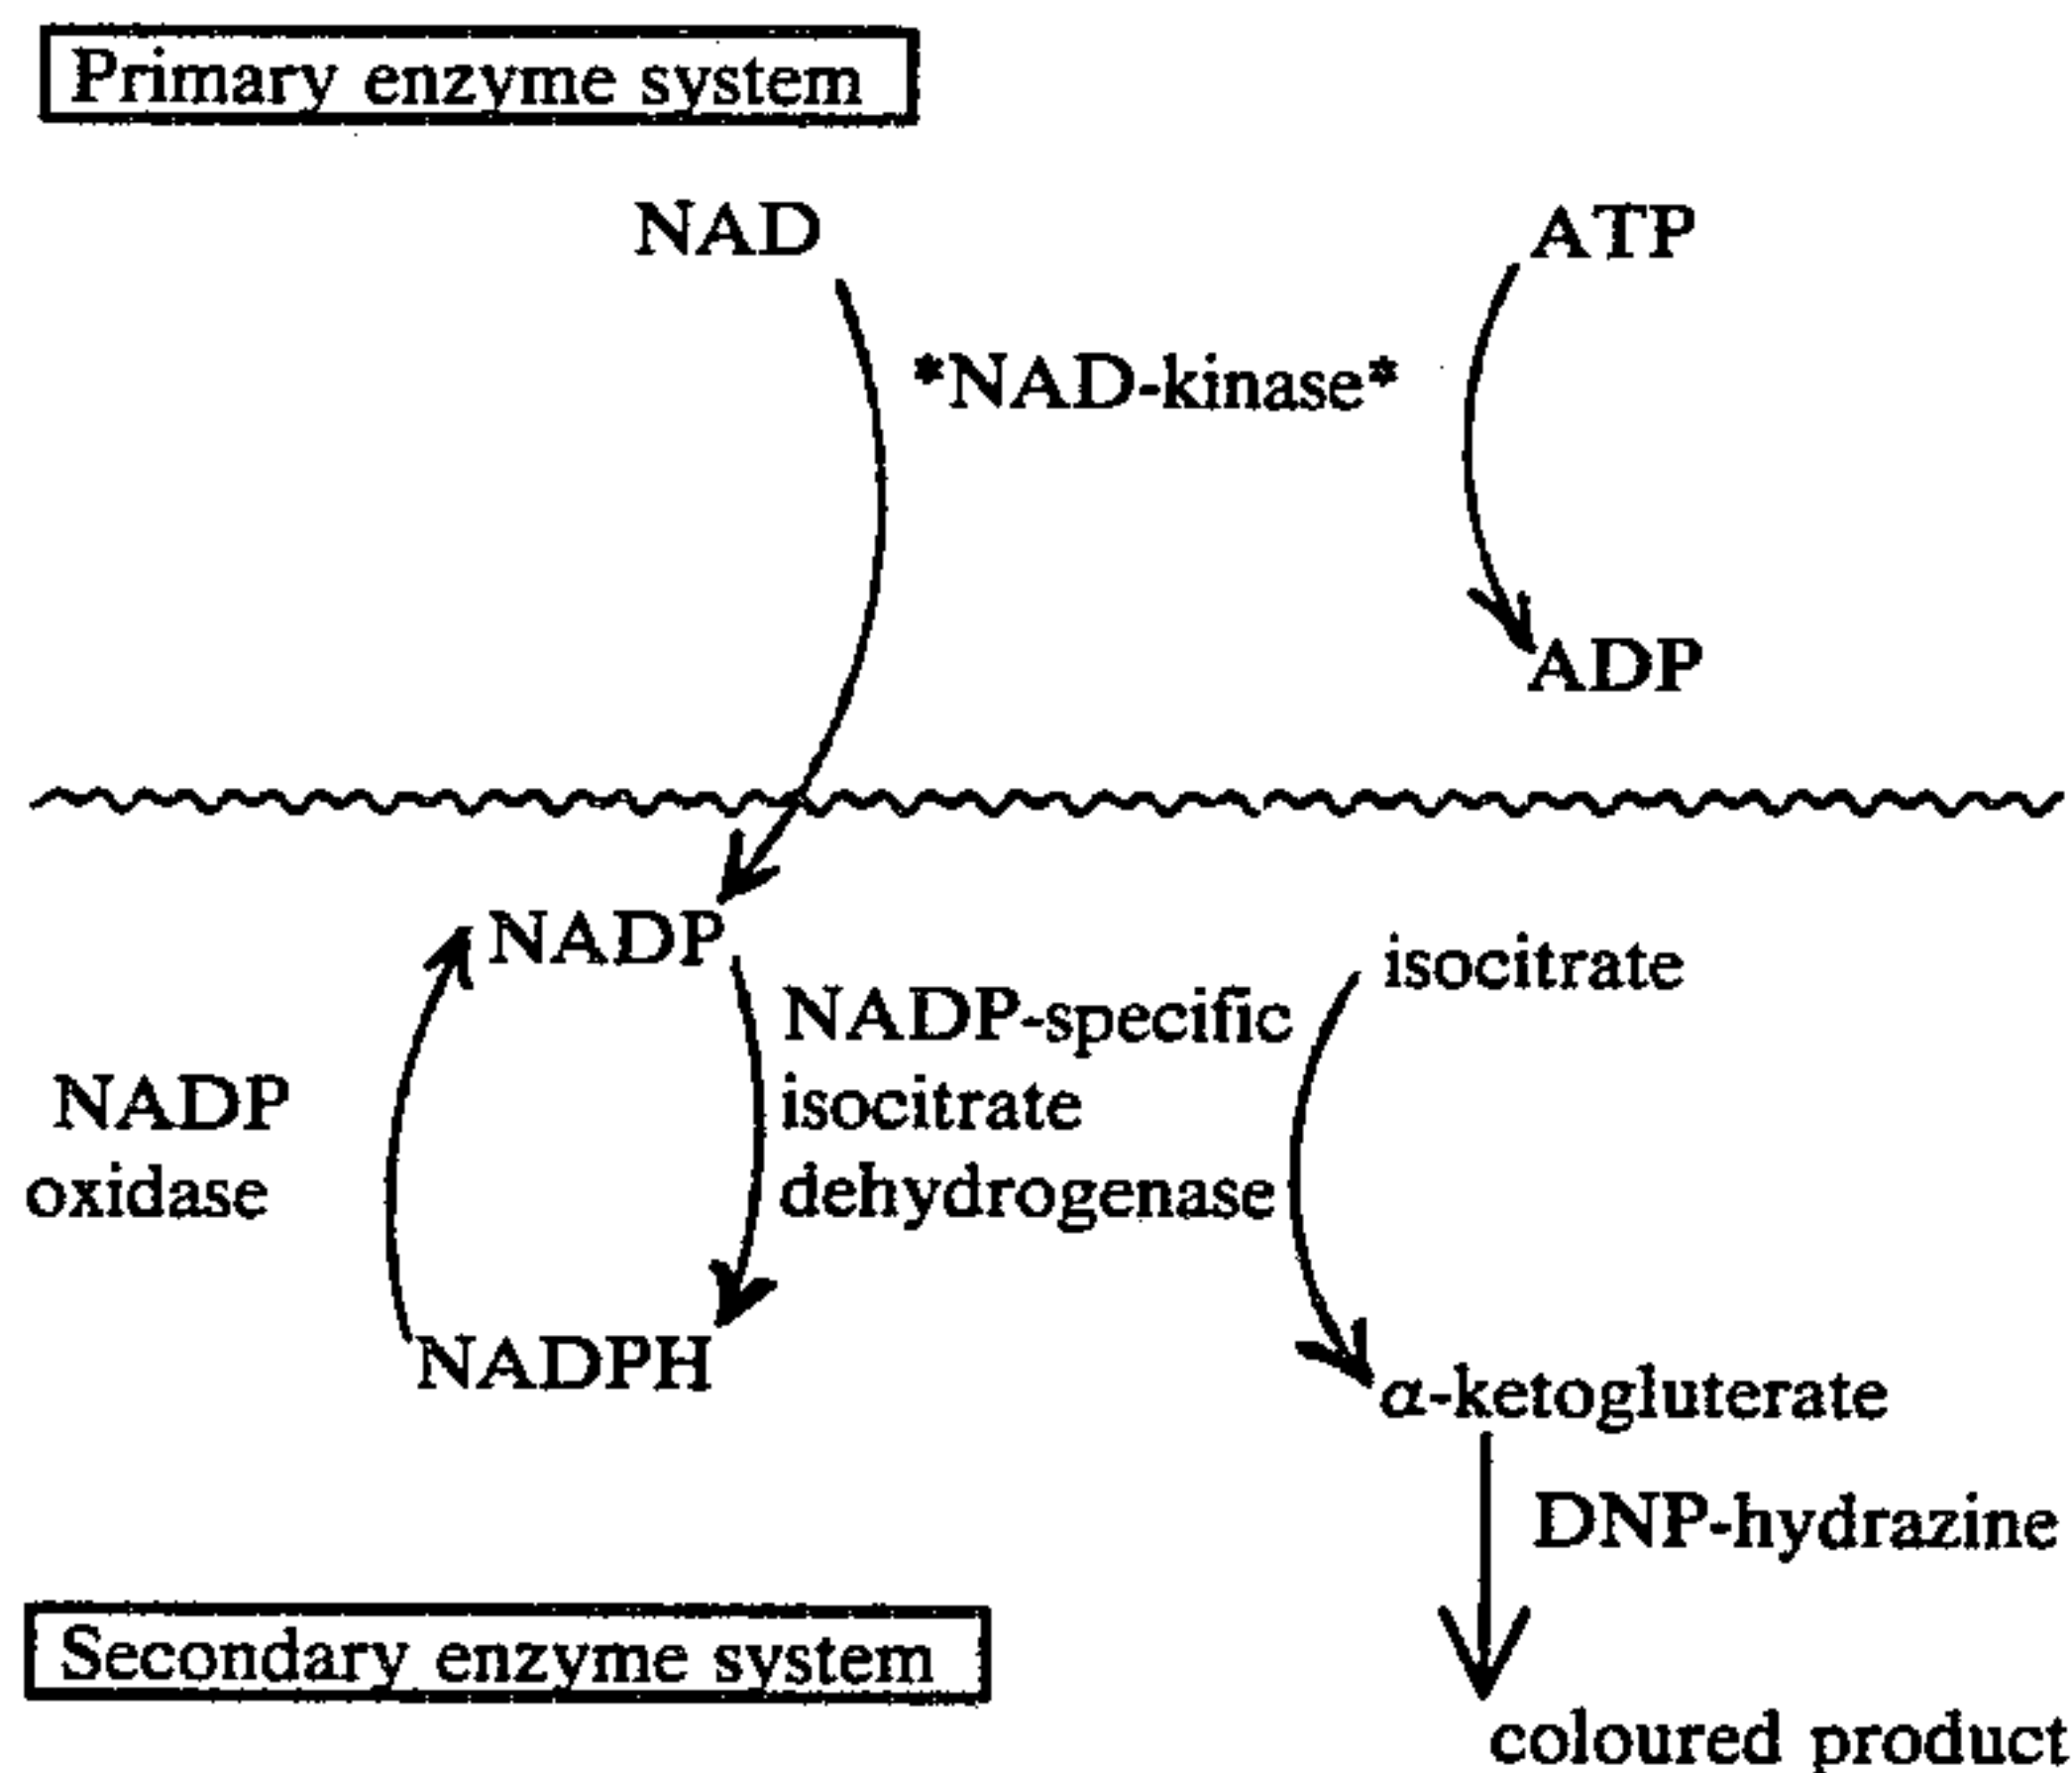 Primary enzyme system
NAD
ATP
*NAD-kinase*
ADP
NADP
isocitrate
NADP-specific
isocitrate
dehydrogenase
NADP
oxidase
NADPH
α-ketogluterate
DNP-hydrazine
Secondary enzyme system
coloured product